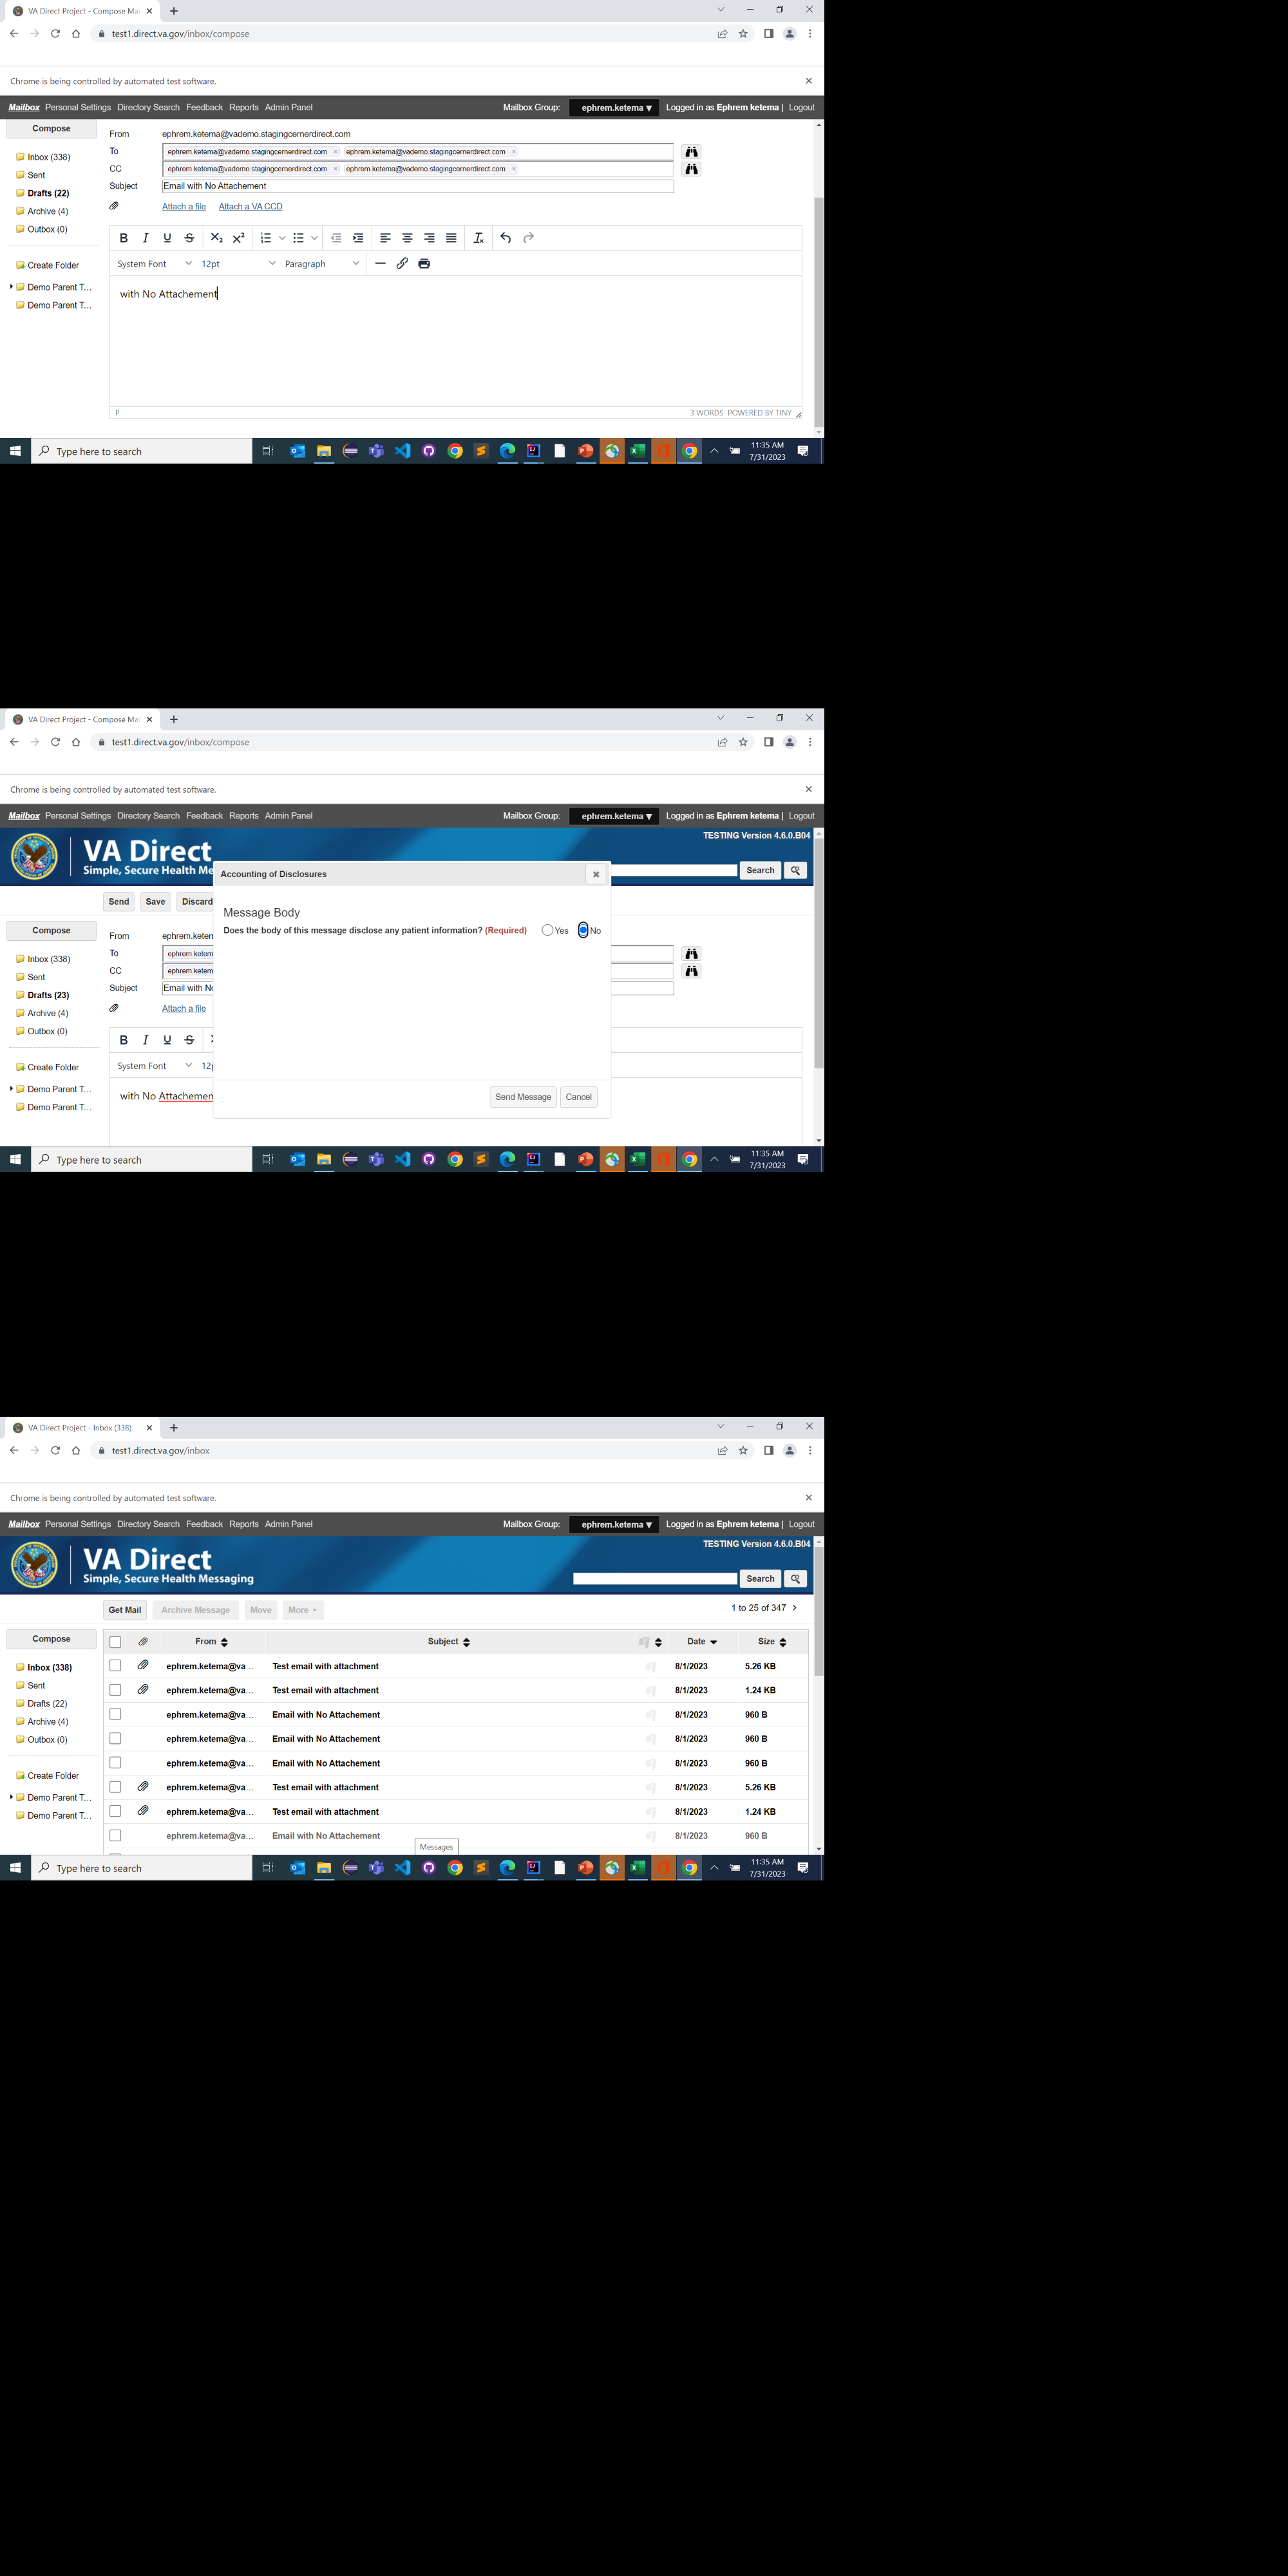 VA Direct Project - Compose Ma
test1.direct.va.gov/inbox/compose
Chrome is being controlled by automated test software.
Mailbox Personal Settings Directory Search Feedback Reports Admin Panel Mailbox Group: ephrem.ketema ▼ Logged in as Ephrem ketema | Logout
Compose
From ephrem.ketema@vademo.stagingcernerdirect.com
Inbox (338) To ephrem.ketema@vademo.stagingcernerdirect.com × ephrem.ketema@vademo.stagingcernerdirect.com ×
Sent CC ephrem.ketema@vademo.stagingcernerdirect.com × ephrem.ketema@vademo.stagingcernerdirect.com ×
Drafts (22) Subject Email with No Attachement
Archive (4) Attach a file Attach a VA CCD
Outbox (0)
B I U S X₂ X²
Create Folder System Font 12pt Paragraph
Demo Parent T...
with No Attachement
Demo Parent T...
P 3 WORDS POWERED BY TINY
Type here to search 11:35 AM
7/31/2023
VA Direct Project - Compose Ma
test1.direct.va.gov/inbox/compose
Chrome is being controlled by automated test software.
Mailbox Personal Settings Directory Search Feedback Reports Admin Panel Mailbox Group: ephrem.ketema ▼ Logged in as Ephrem ketema | Logout
TESTING Version 4.6.0.B04
VA Direct
Simple, Secure Health Me
Search
Accounting of Disclosures
Send Save Discard
Message Body
Does the body of this message disclose any patient information? (Required) Yes No
Compose
From ephrem.keter
Inbox (338) To ephrem.ketem
Sent CC ephrem.ketem
Drafts (23) Subject Email with No
Archive (4) Attach a file
Outbox (0)
B I U S
Create Folder System Font 12p
Demo Parent T...
with No Attachemen
Send Message Cancel
Demo Parent T...
Type here to search 11:35 AM
7/31/2023
VA Direct Project - Inbox (338)
test1.direct.va.gov/inbox
Chrome is being controlled by automated test software.
Mailbox Personal Settings Directory Search Feedback Reports Admin Panel Mailbox Group: ephrem.ketema ▼ Logged in as Ephrem ketema | Logout
TESTING Version 4.6.0.B04
VA Direct
Simple, Secure Health Messaging
Search
Get Mail Archive Message Move More 1 to 25 of 347
Compose
From Subject Date Size
Inbox (338)
Sent
Drafts (22)
Archive (4)
Outbox (0)
Create Folder
Demo Parent T...
Demo Parent T...
ephrem.ketema@va... Test email with attachment 8/1/2023 5.26 KB
ephrem.ketema@va... Test email with attachment 8/1/2023 1.24 KB
ephrem.ketema@va... Email with No Attachement 8/1/2023 960 B
ephrem.ketema@va... Email with No Attachement 8/1/2023 960 B
ephrem.ketema@va... Email with No Attachement 8/1/2023 960 B
ephrem.ketema@va... Test email with attachment 8/1/2023 5.26 KB
ephrem.ketema@va... Test email with attachment 8/1/2023 1.24 KB
ephrem.ketema@va... Email with No Attachement 8/1/2023 960 B
Messages
Type here to search 11:35 AM
7/31/2023